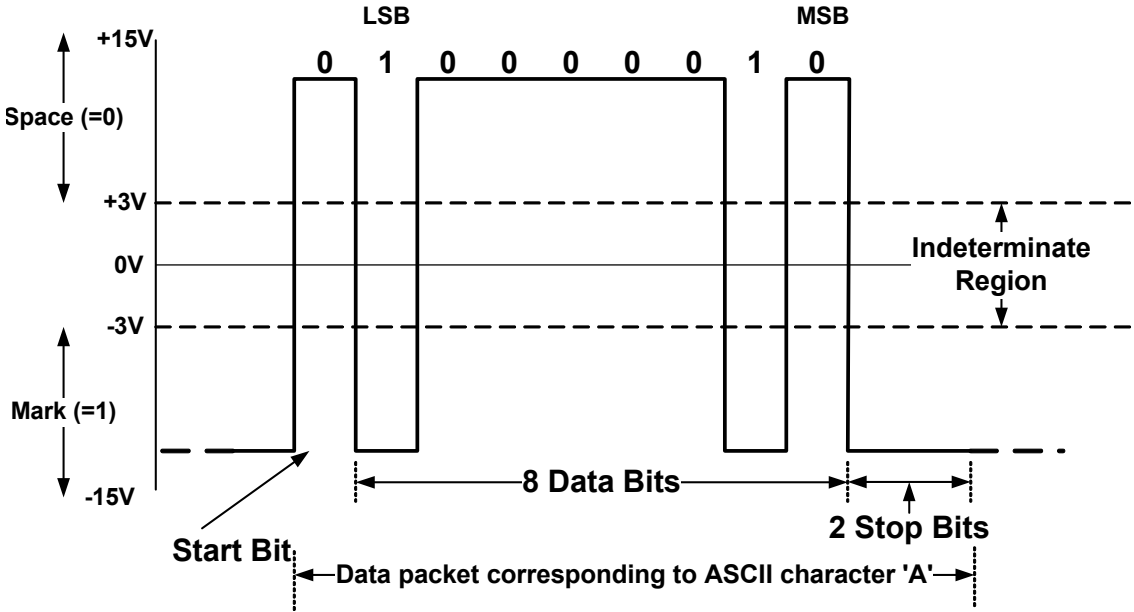 LSB MSB
+15V
0 1 0 0 0 0 0 1 0
Space (=0)
+3V
Indeterminate
Region
0V
-3V
Mark (=1)
-15V
8 Data Bits
2 Stop Bits
Start Bit
Data packet corresponding to ASCII character 'A'